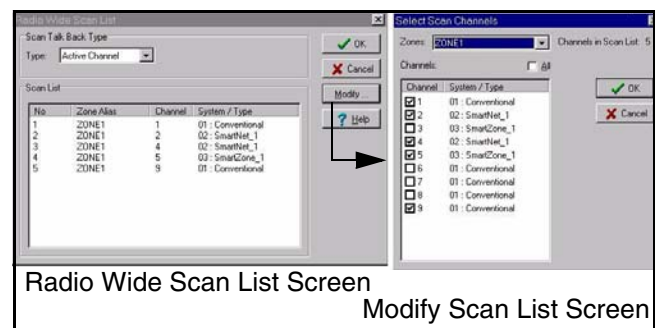 Radio Wide Scan List
Scan Talk Back Type
Type: Active Channel
OK
Cancel
Modify ...
Help
Scan List
No Zone Alias Channel System / Type
1 ZONE1 1 01 : Conventional
2 ZONE1 2 02 : SmartNet_1
3 ZONE1 4 02 : SmartNet_1
4 ZONE1 5 03 : SmartZone_1
5 ZONE1 9 01 : Conventional
Radio Wide Scan List Screen
Select Scan Channels
Zones: ZONE1 Channels in Scan List: 5
Channels: All
Channel System / Type
1 01 : Conventional
2 02 : SmartNet_1
3 03 : SmartZone_1
4 02 : SmartNet_1
5 03 : SmartZone_1
6 01 : Conventional
7 01 : Conventional
8 01 : Conventional
9 01 : Conventional
OK
Cancel
Modify Scan List Screen